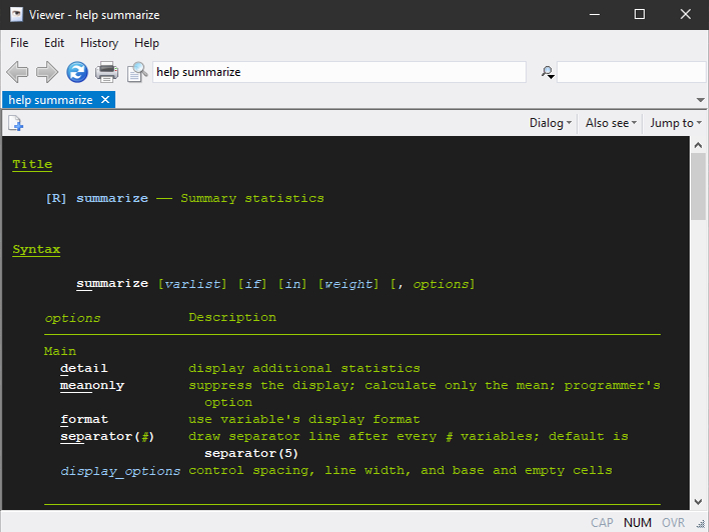 Viewer - help summarize
File Edit History Help
help summarize
help summarize
Dialog Also see Jump to
Title
[R] summarize —— Summary statistics
Syntax
summarize [varlist] [if] [in] [weight] [, options]
options Description
Main
detail display additional statistics
meanonly suppress the display; calculate only the mean; programmer's
option
format use variable's display format
separator(#) draw separator line after every # variables; default is
separator(5)
display_options control spacing, line width, and base and empty cells
CAP NUM OVR